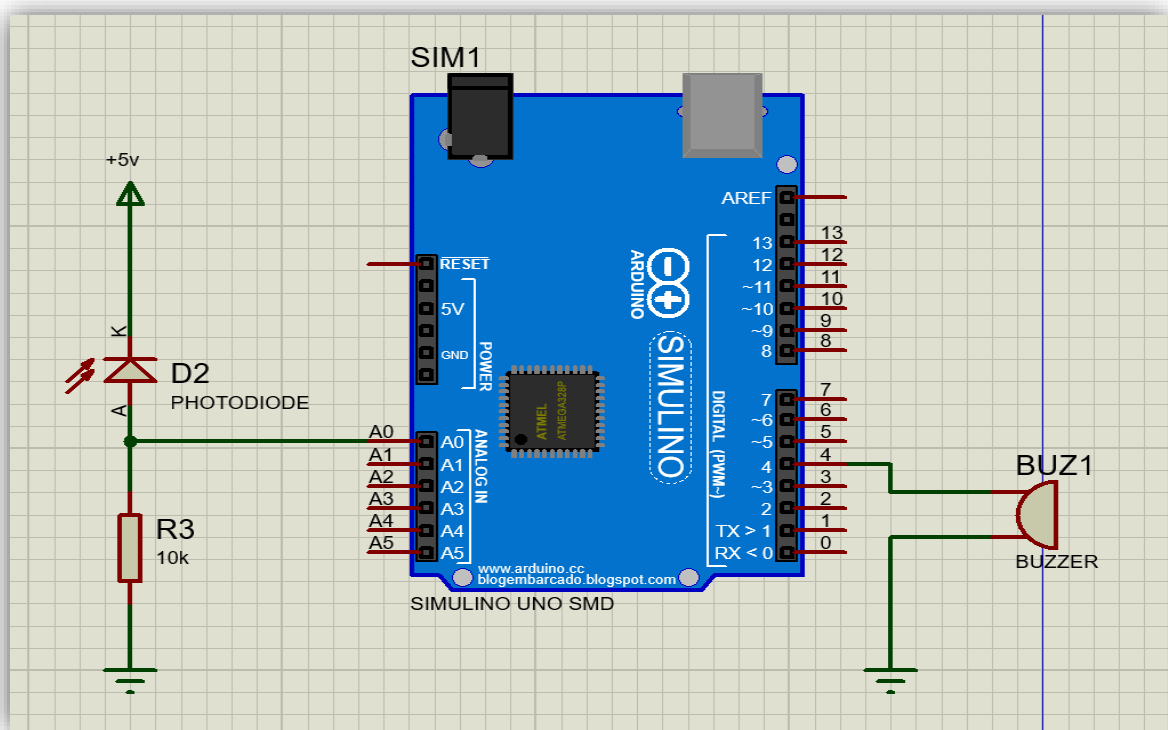 SIM1
+5v
K
D2
PHOTODIODE
A
R3
10k
RESET
5V
GND
POWER
A0
A1
A2
A3
A4
A5
A0
A1
A2
A3
A4
A5
ANALOG IN
ATMEL
ATMEGA328P
ARDUINO
SIMULINO
AREF
13
12
~11
~10
~9
8
7
~6
~5
4
~3
2
TX > 1
RX < 0
DIGITAL (PWM~)
13
12
11
10
9
8
7
6
5
4
3
2
1
0
www.arduino.cc
blogembarcado.blogspot.com
SIMULINO UNO SMD
BUZ1
BUZZER